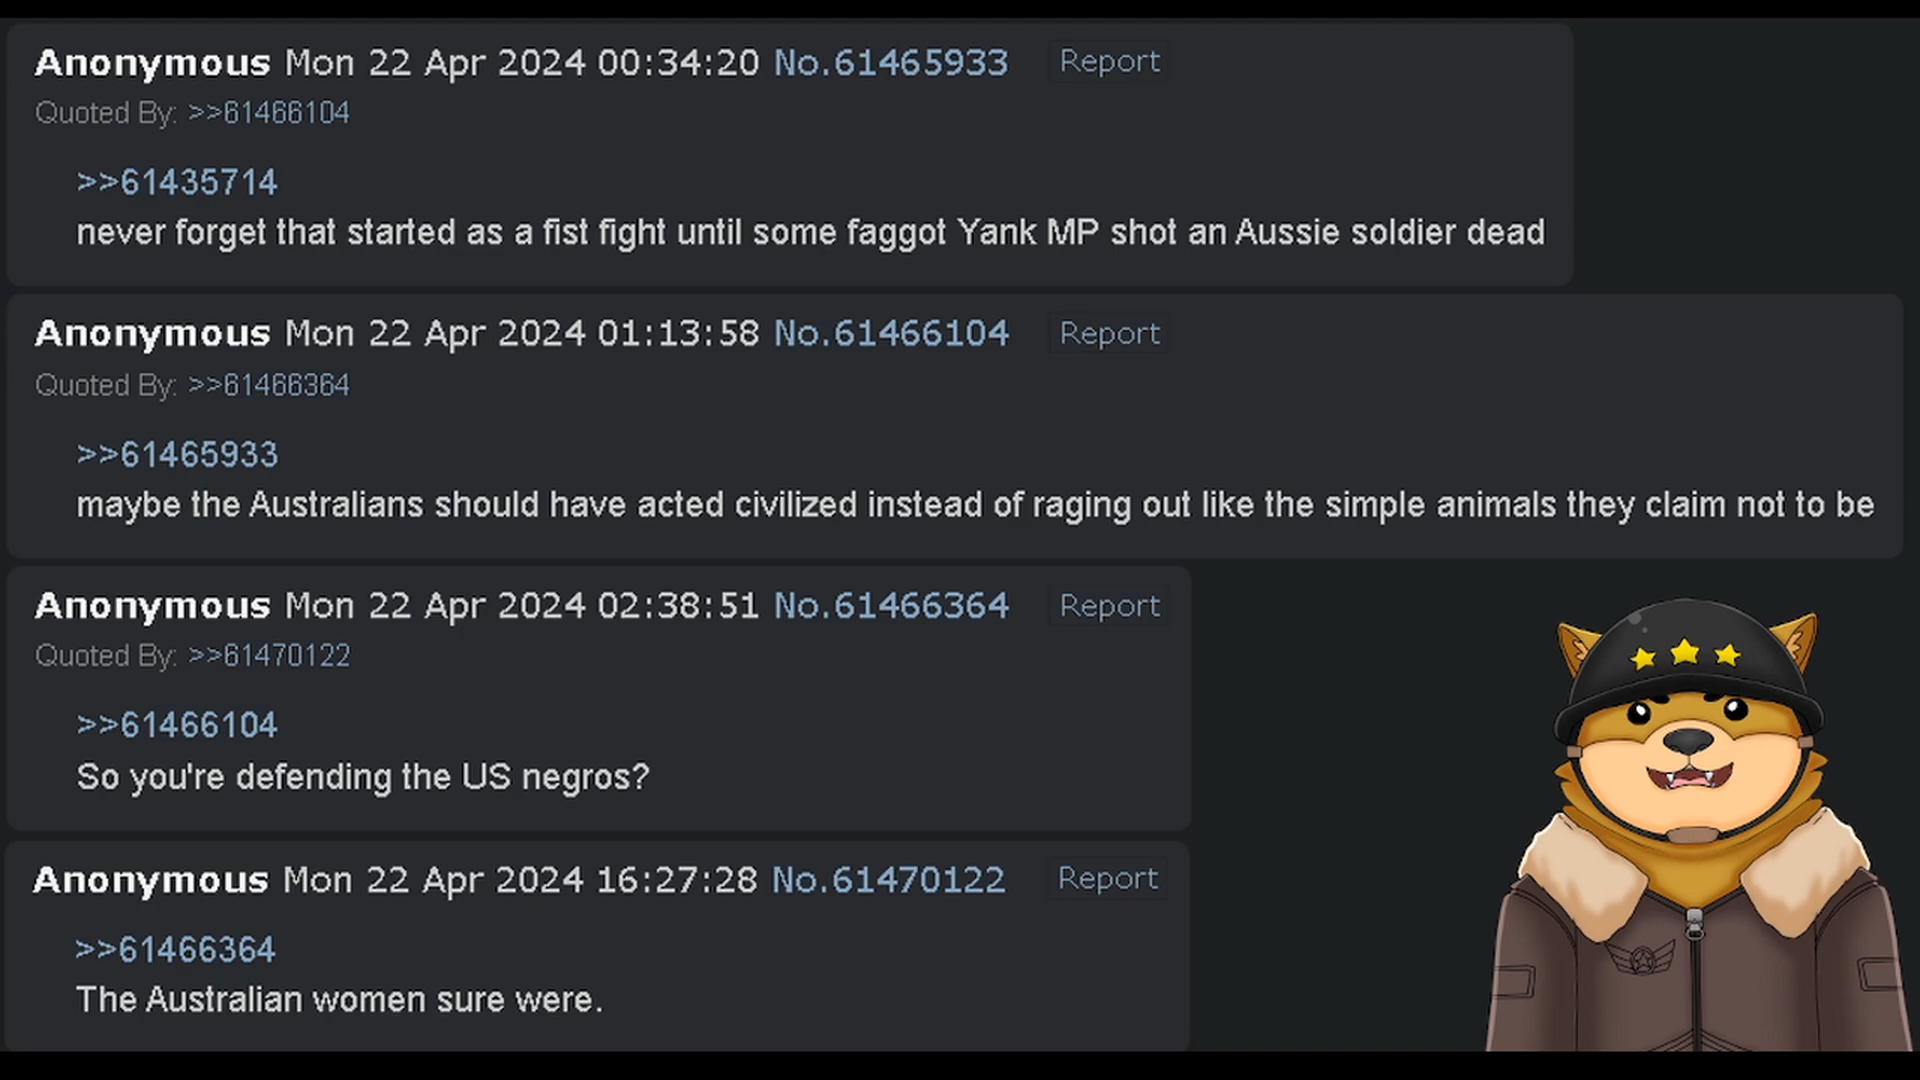 Anonymous Mon 22 Apr 2024 00:34:20 No.61465933 Report
Quoted By: >>61466104
>>61435714
never forget that started as a fist fight until some faggot Yank MP shot an Aussie soldier dead
Anonymous Mon 22 Apr 2024 01:13:58 No.61466104 Report
Quoted By: >>61466364
>>61465933
maybe the Australians should have acted civilized instead of raging out like the simple animals they claim not to be
Anonymous Mon 22 Apr 2024 02:38:51 No.61466364 Report
Quoted By: >>61470122
>>61466104
So you're defending the US negros?
Anonymous Mon 22 Apr 2024 16:27:28 No.61470122 Report
>>61466364
The Australian women sure were.